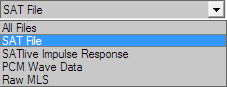 SAT File
All Files
SAT File
SATlive Impulse Response
PCM Wave Data
Raw MLS